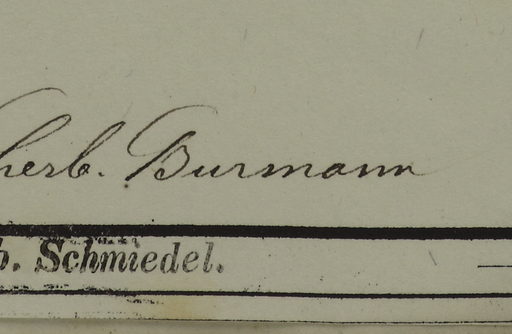 herb. Burmann
b. Schmiedel.